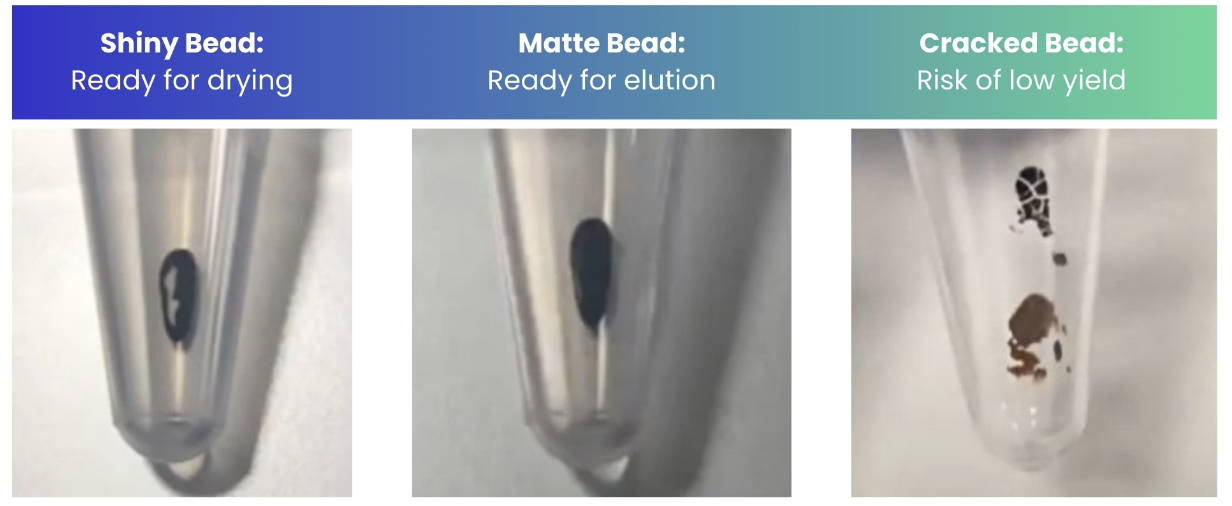 Shiny Bead:
Ready for drying
Matte Bead:
Ready for elution
Cracked Bead:
Risk of low yield